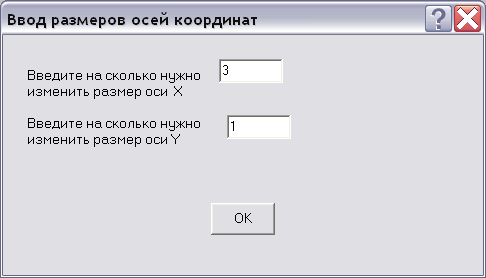 Ввод размеров осей координат
?
Введите на сколько нужно
изменить размер оси X
3
Введите на сколько нужно
изменить размер оси Y
1
OK